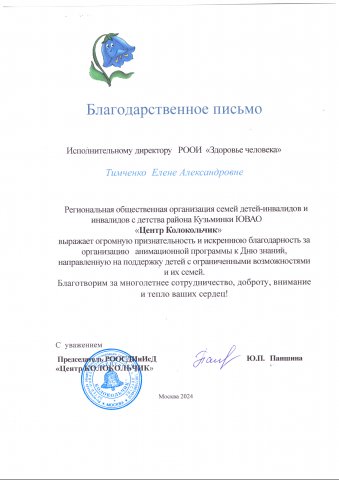 Благодарственное письмо
Исполнительному директору РООИ «Здоровье человека»
Тимченко Елене Александровне
Региональная общественная организация семей детей-инвалидов и
инвалидов с детства района Кузьминки ЮВАО
«Центр Колокольчик»
выражает огромную признательность и искреннюю благодарность за
организацию анимационной программы к Дню знаний,
направленную на поддержку детей с ограниченными возможностями
и их семей.
Благотворим за многолетнее сотрудничество, доброту, внимание
и тепло ваших сердец!
С уважением
Председатель РООСДИиИсД
«Центр КОЛОКОЛЬЧИК»
Ю.П. Паншина
КОЛОКОЛЬЧИК
Москва 2024